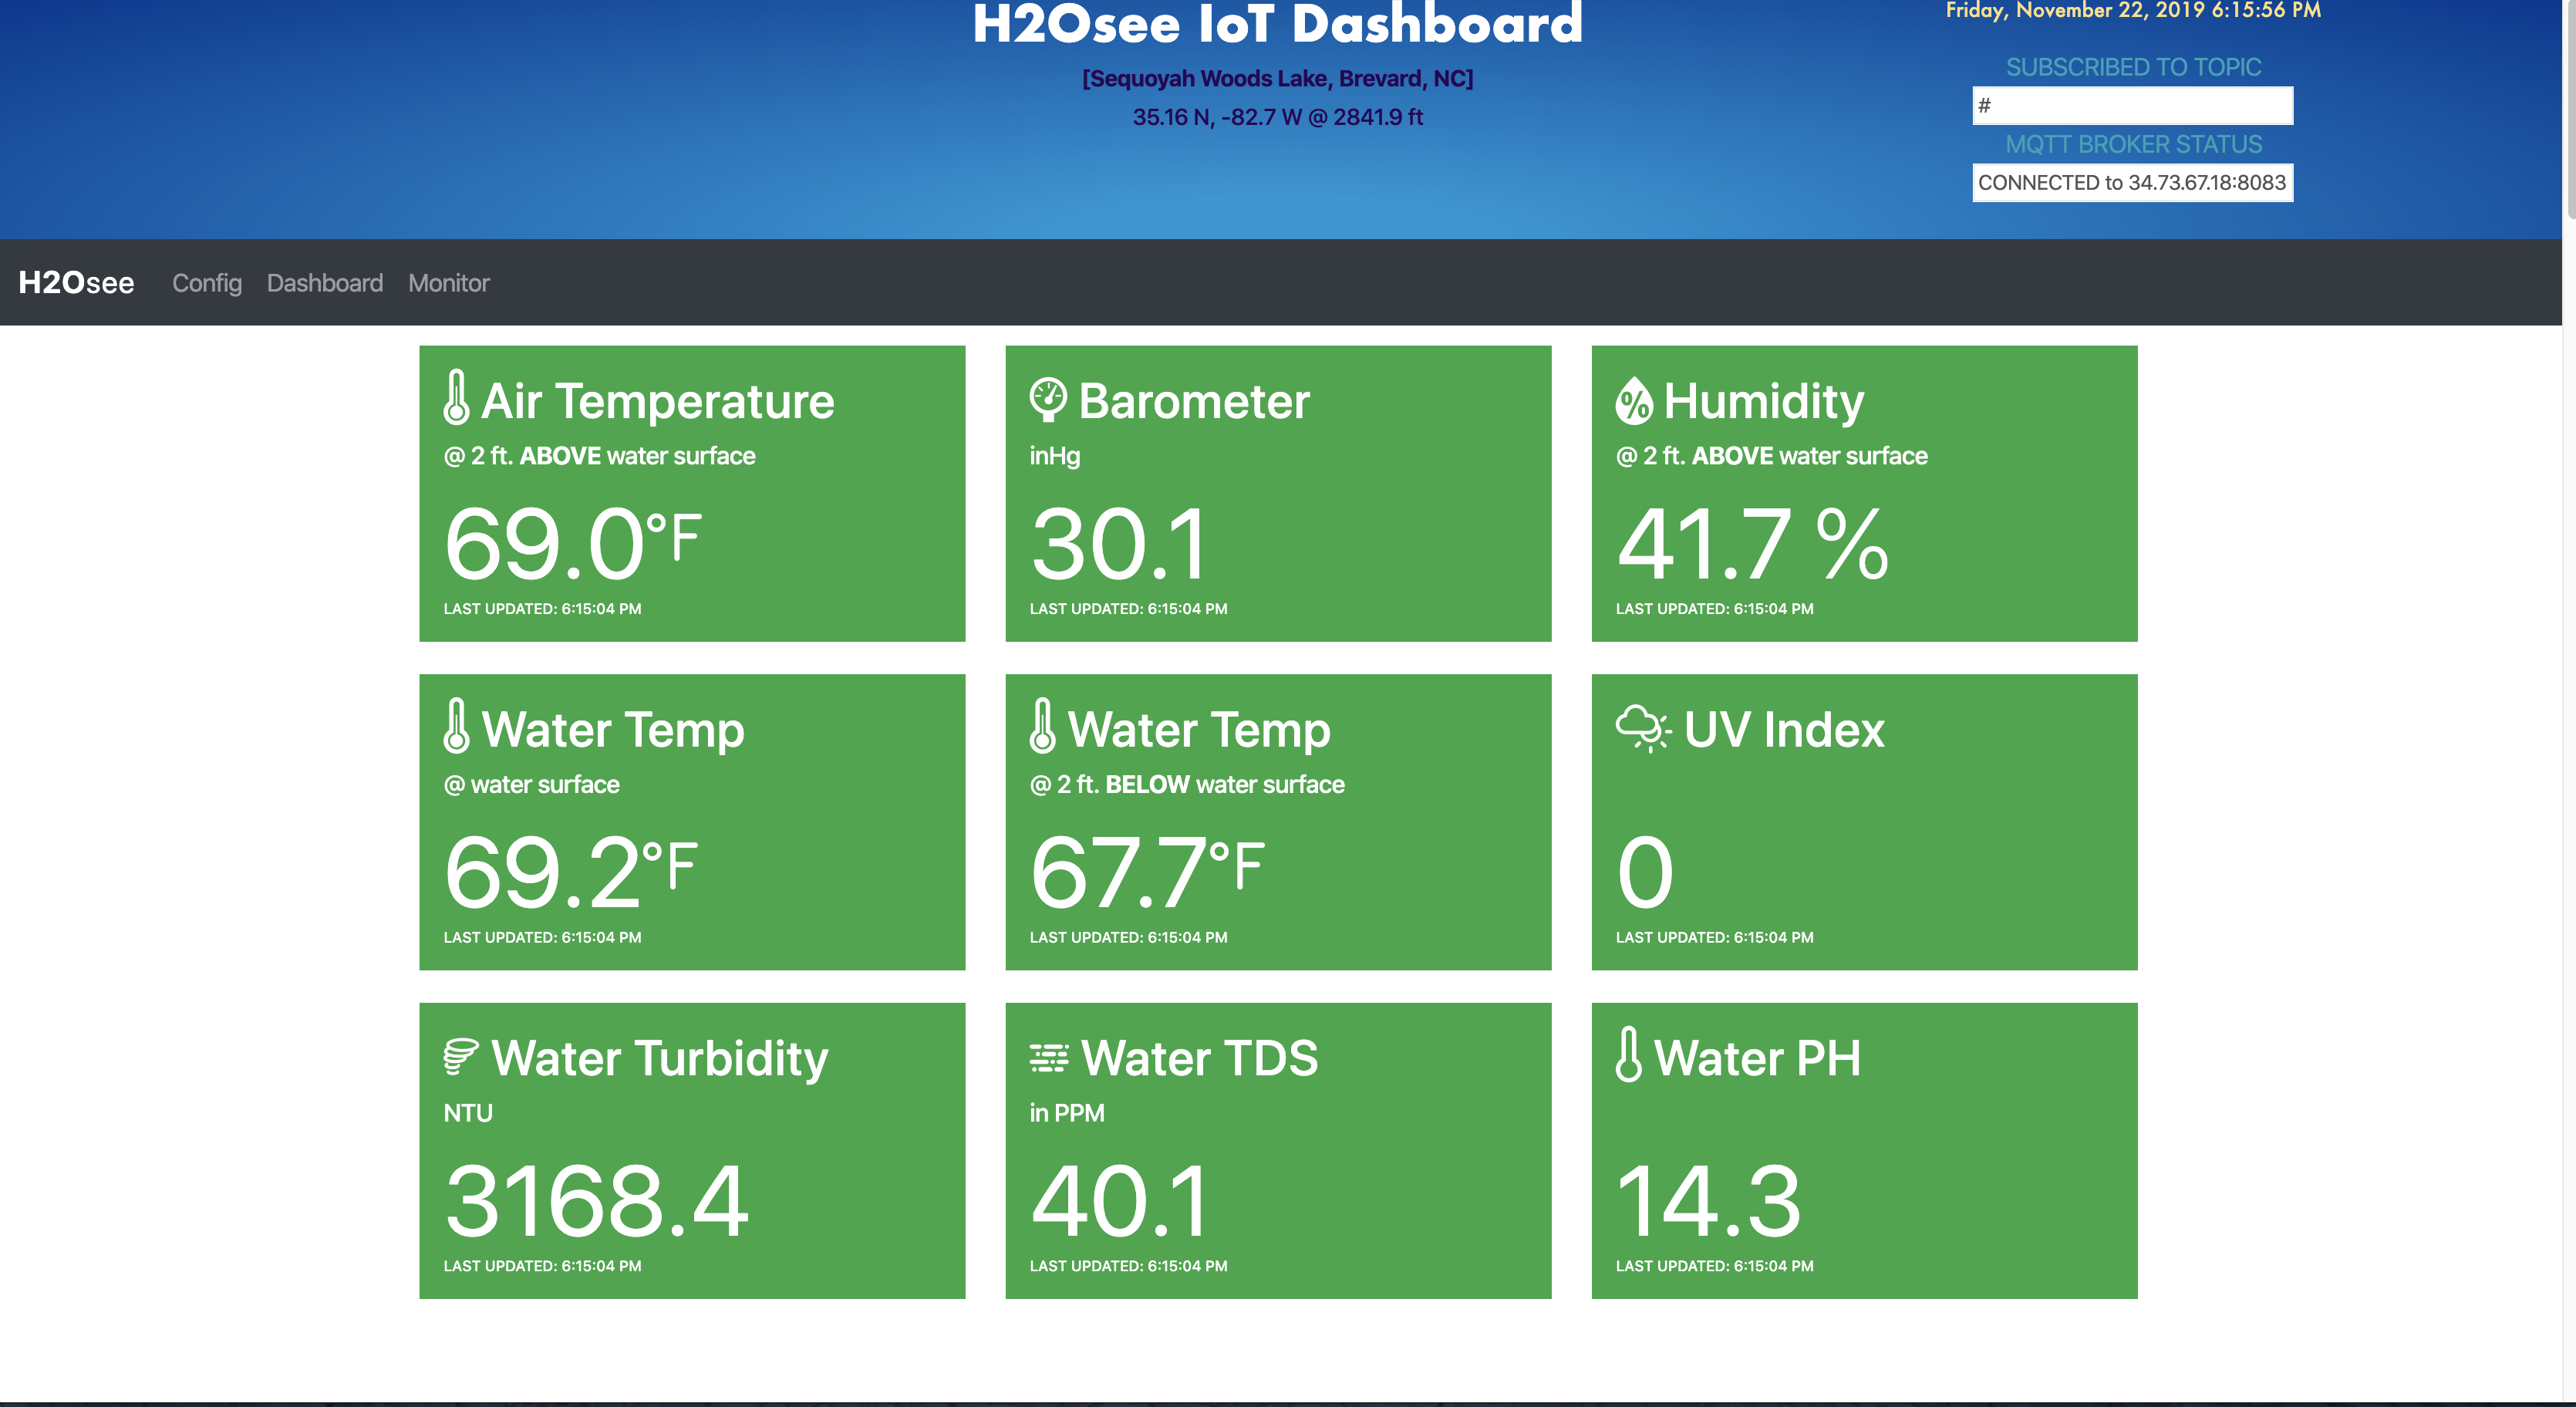 H2Osee IoT Dashboard
Friday, November 22, 2019 6:15:56 PM
[Sequoyah Woods Lake, Brevard, NC]
35.16 N, -82.7 W @ 2841.9 ft
SUBSCRIBED TO TOPIC
#
MQTT BROKER STATUS
CONNECTED to 34.73.67.18:8083
H2Osee Config Dashboard Monitor
Air Temperature
@ 2 ft. ABOVE water surface
69.0°F
LAST UPDATED: 6:15:04 PM
Barometer
inHg
30.1
LAST UPDATED: 6:15:04 PM
Humidity
@ 2 ft. ABOVE water surface
41.7 %
LAST UPDATED: 6:15:04 PM
Water Temp
@ water surface
69.2°F
LAST UPDATED: 6:15:04 PM
Water Temp
@ 2 ft. BELOW water surface
67.7°F
LAST UPDATED: 6:15:04 PM
UV Index
0
LAST UPDATED: 6:15:04 PM
Water Turbidity
NTU
3168.4
LAST UPDATED: 6:15:04 PM
Water TDS
in PPM
40.1
LAST UPDATED: 6:15:04 PM
Water PH
14.3
LAST UPDATED: 6:15:04 PM